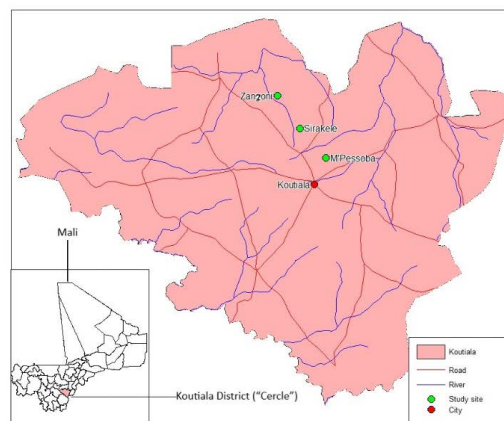 Zanzoni
Sirakele
M'Pessoba
Koutiala
Mali
Koutiala District ("Cercle")
Koutiala
Road
River
Study site
City